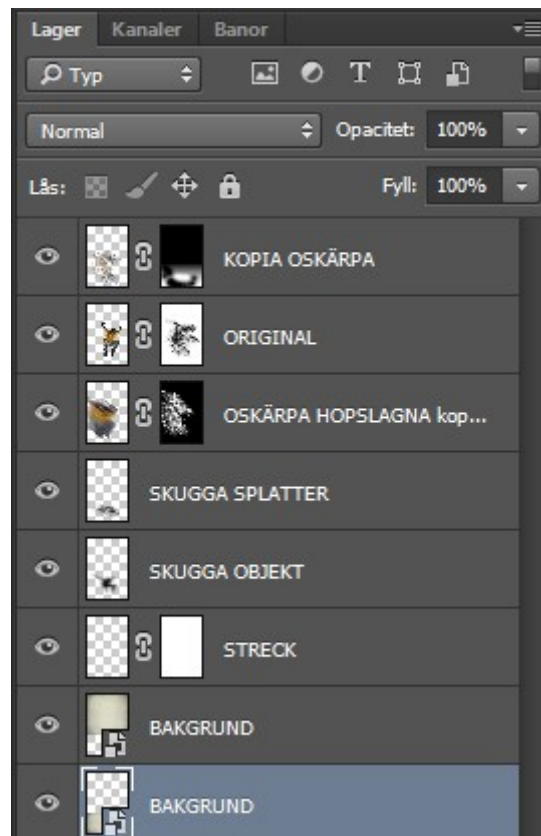 Lager Kanaler Banor
Typ T
Normal Opacitet: 100%
Lås: Fyll: 100%
KOPIA OSKÄRPA
ORIGINAL
OSKÄRPA HOPSLAGNA kop...
SKUGGA SPLATTER
SKUGGA OBJEKT
STRECK
BAKGRUND
BAKGRUND